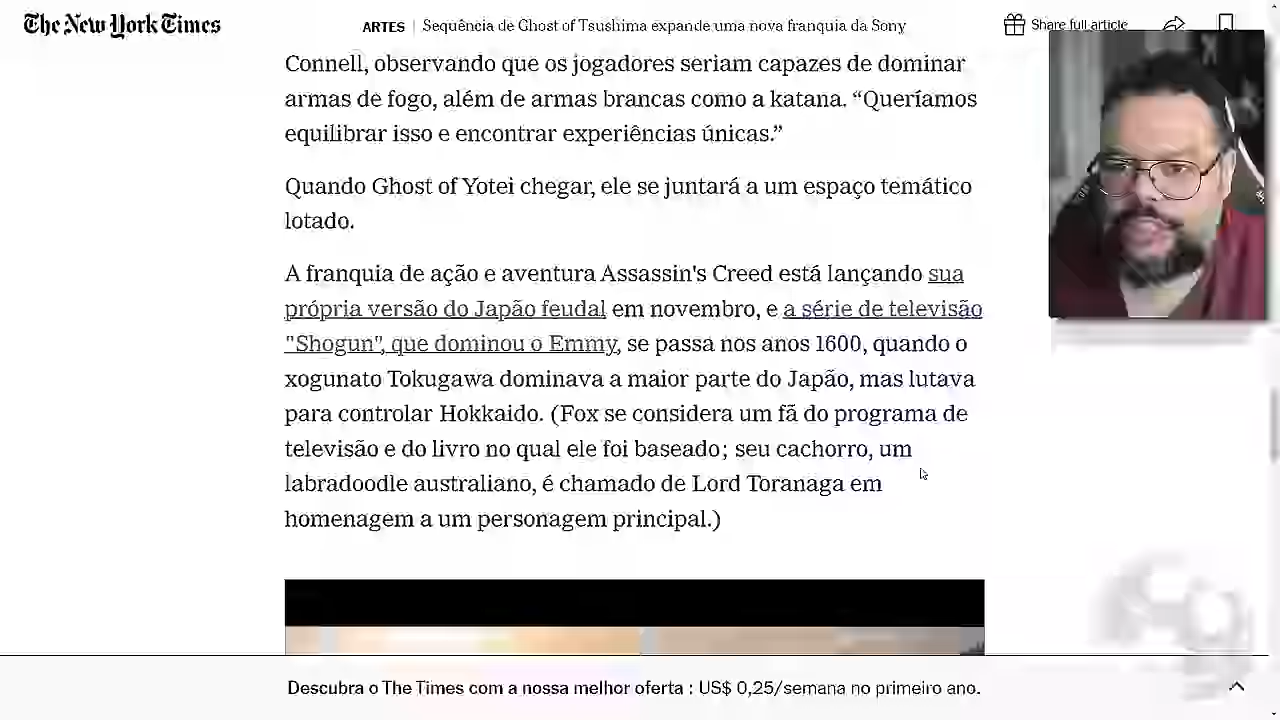 The New York Times
ARTES | Sequência de Ghost of Tsushima expande uma nova franquia da Sony
Share full article
Connell, observando que os jogadores seriam capazes de dominar
armas de fogo, além de armas brancas como a katana. “Queríamos
equilibrar isso e encontrar experiências únicas.”
Quando Ghost of Yotei chegar, ele se juntará a um espaço temático
lotado.
A franquia de ação e aventura Assassin's Creed está lançando sua
própria versão do Japão feudal em novembro, e a série de televisão
"Shogun", que dominou o Emmy, se passa nos anos 1600, quando o
xogunato Tokugawa dominava a maior parte do Japão, mas lutava
para controlar Hokkaido. (Fox se considera um fã do programa de
televisão e do livro no qual ele foi baseado; seu cachorro, um
labradoodle australiano, é chamado de Lord Toranaga em
homenagem a um personagem principal.)
Descubra o The Times com a nossa melhor oferta : US$ 0,25/semana no primeiro ano.